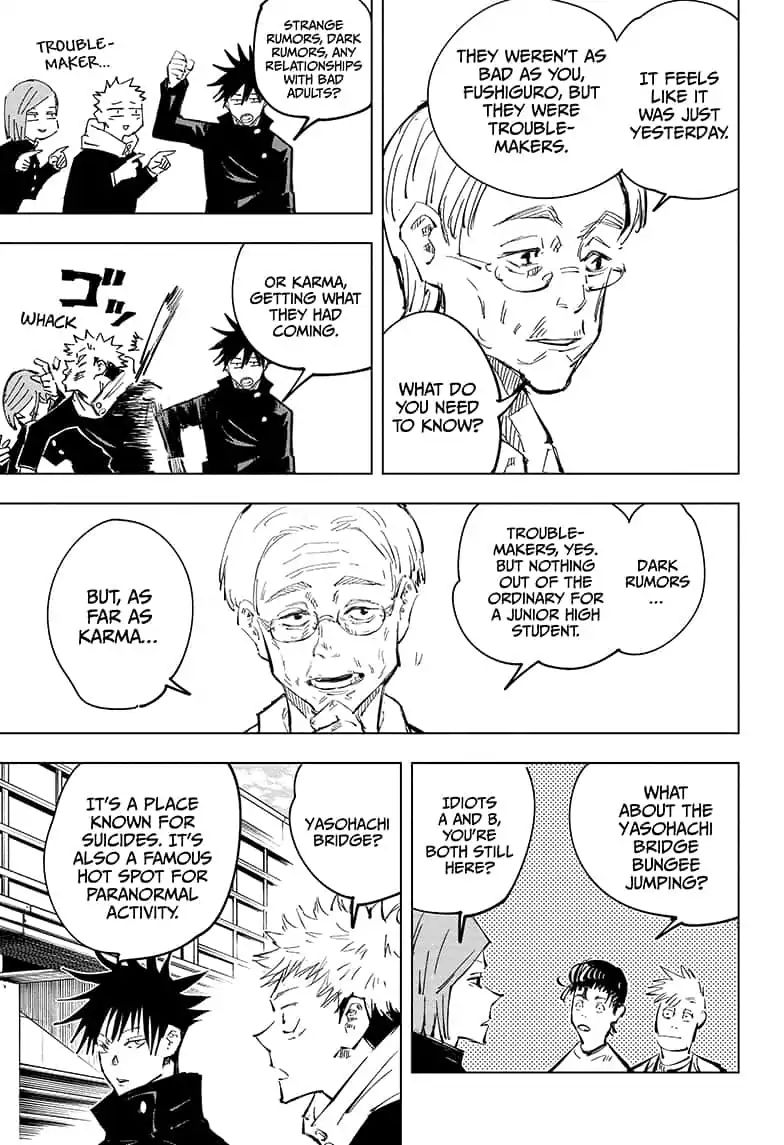 IT FEELS
LIKE IT
WAS JUST
YESTERDAY.
THEY WEREN'T AS
BAD AS YOU,
FUSHIGURO, BUT
THEY WERE
TROUBLE-
MAKERS.
WHAT DO
YOU NEED
TO KNOW?
STRANGE
RUMORS, DARK
RUMORS, ANY
RELATIONSHIPS
WITH BAD
ADULTS?
TROUBLE-
MAKER...
OR KARMA,
GETTING WHAT
THEY HAD
COMING.
ゴッ
WHACK
DARK
RUMORS
...
TROUBLE-
MAKERS, YES.
BUT NOTHING
OUT OF THE
ORDINARY FOR
A JUNIOR HIGH
STUDENT.
BUT, AS
FAR AS
KARMA...
WHAT
ABOUT THE
YASOHACHI
BRIDGE
BUNGEE
JUMPING?
IDIOTS
A AND B,
YOU'RE
BOTH STILL
HERE?
YASOHACHI
BRIDGE?
IT'S A PLACE
KNOWN FOR
SUICIDES. IT'S
ALSO A FAMOUS
HOT SPOT FOR
PARANORMAL
ACTIVITY.